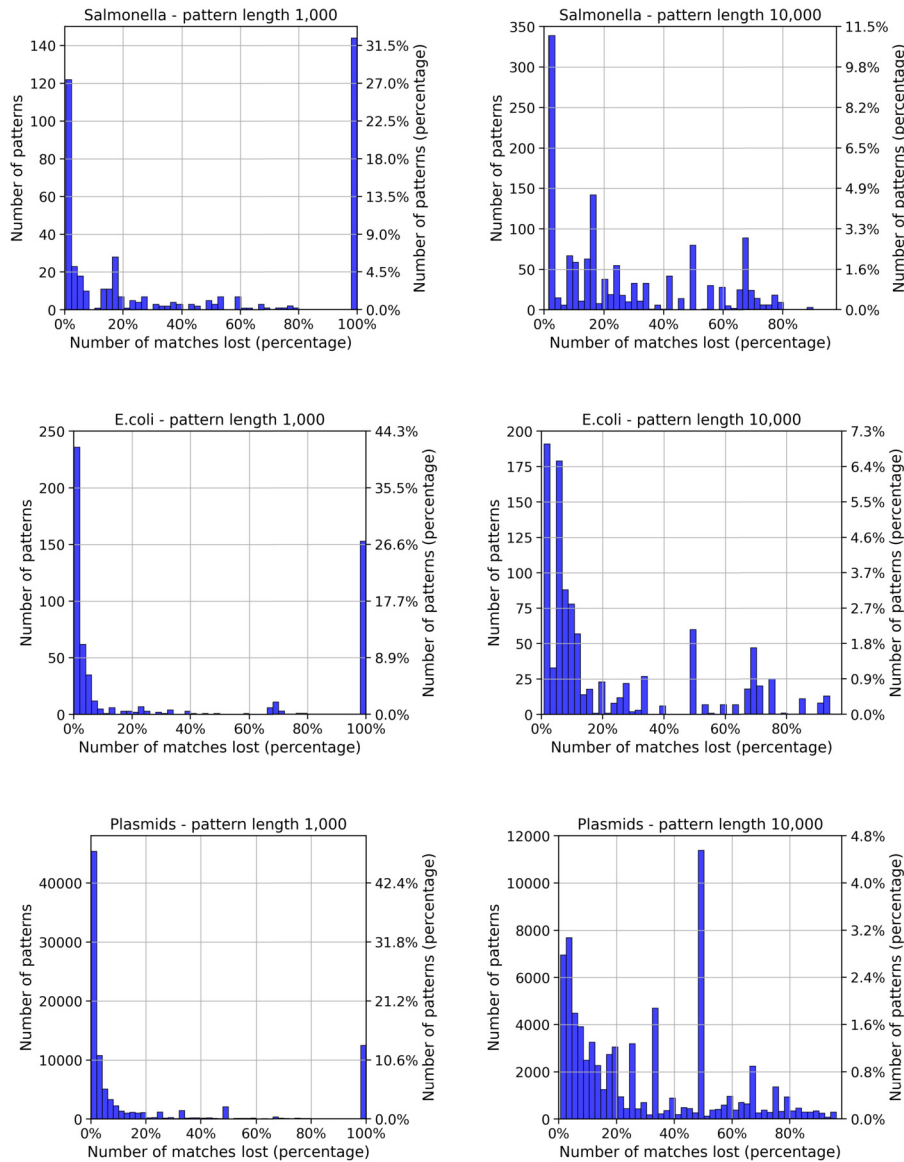 Salmonella - pattern length 1,000
140
120
100
80
60
40
20
0
Number of patterns
31.5%
27.0%
22.5%
18.0%
13.5%
9.0%
4.5%
0.0%
Number of patterns (percentage)
0% 20% 40% 60% 80% 100%
Number of matches lost (percentage)
Salmonella - pattern length 10,000
350
300
250
200
150
100
50
0
Number of patterns
11.5%
9.8%
8.2%
6.5%
4.9%
3.3%
1.6%
0.0%
Number of patterns (percentage)
0% 20% 40% 60% 80%
Number of matches lost (percentage)
E.coli - pattern length 1,000
250
200
150
100
50
0
Number of patterns
44.3%
35.5%
26.6%
17.7%
8.9%
0.0%
Number of patterns (percentage)
0% 20% 40% 60% 80% 100%
Number of matches lost (percentage)
E.coli - pattern length 10,000
200
175
150
125
100
75
50
25
0
Number of patterns
7.3%
6.4%
5.5%
4.6%
3.7%
2.7%
1.8%
0.9%
0.0%
Number of patterns (percentage)
0% 20% 40% 60% 80%
Number of matches lost (percentage)
Plasmids - pattern length 1,000
40000
30000
20000
10000
0
Number of patterns
42.4%
31.8%
21.2%
10.6%
0.0%
Number of patterns (percentage)
0% 20% 40% 60% 80% 100%
Number of matches lost (percentage)
Plasmids - pattern length 10,000
12000
10000
8000
6000
4000
2000
0
Number of patterns
4.8%
4.0%
3.2%
2.4%
1.6%
0.8%
0.0%
Number of patterns (percentage)
0% 20% 40% 60% 80%
Number of matches lost (percentage)